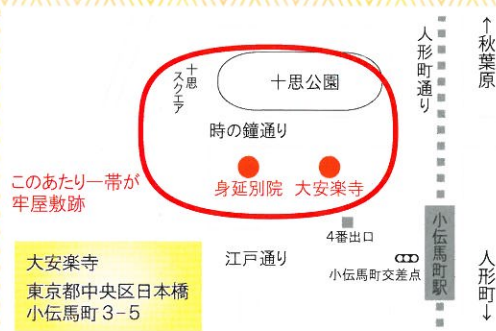 ↑秋葉原
人形町通り
十思
スクエア
十思公園
時の鐘通り
このあたり一帯が
牢屋敷跡
身延別院
大安楽寺
4番出口
江戸通り
小伝馬町交差点
小伝馬町駅
人形町↓
大安楽寺
東京都中央区日本橋
小伝馬町3-5